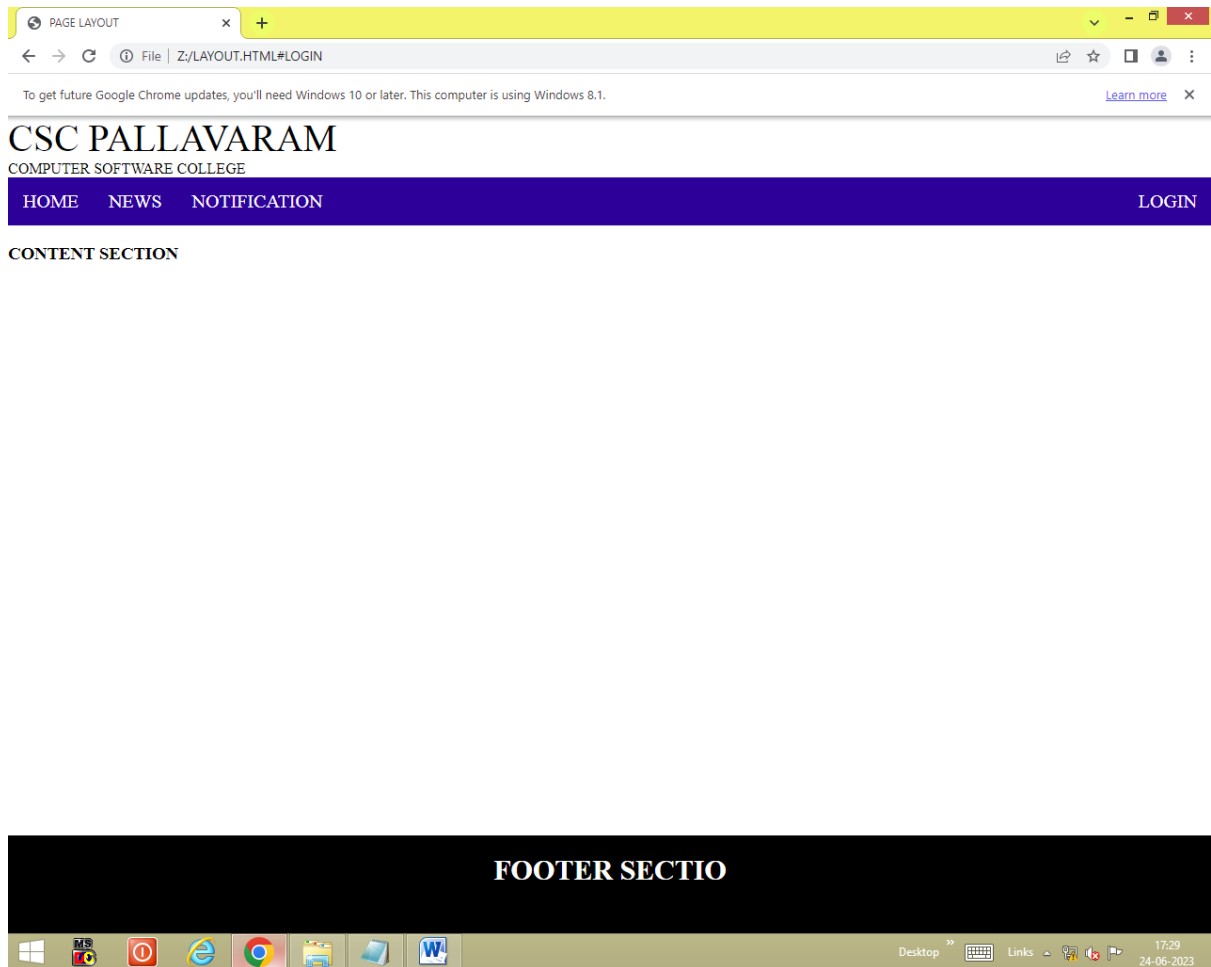 PAGE LAYOUT
File | Z:/LAYOUT.HTML#LOGIN
To get future Google Chrome updates, you'll need Windows 10 or later. This computer is using Windows 8.1. Learn more
CSC PALLAVARAM
COMPUTER SOFTWARE COLLEGE
HOME NEWS NOTIFICATION LOGIN
CONTENT SECTION
FOOTER SECTIO
MS
W
Desktop » Links 17:29
24-06-2023